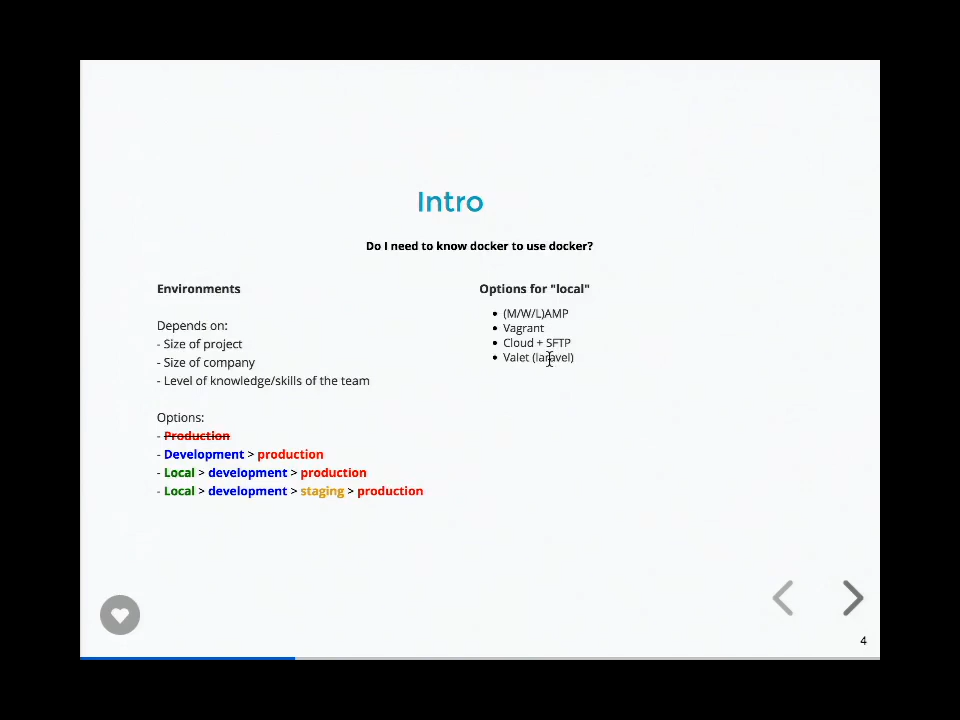 Intro
Do I need to know docker to use docker?
Environments
Depends on:
- Size of project
- Size of company
- Level of knowledge/skills of the team
Options:
- Production
- Development > production
- Local > development > production
- Local > development > staging > production
Options for "local"
• (M/W/L)AMP
• Vagrant
• Cloud + SFTP
• Valet (laravel)
4